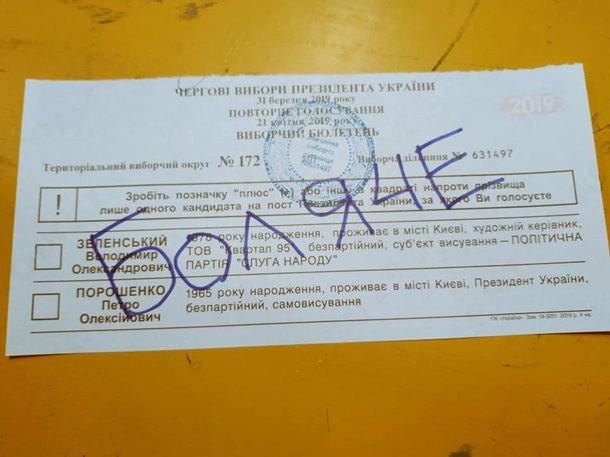 ЧЕРГОВІ ВИБОРИ ПРЕЗИДЕНТА УКРАЇНИ
31 березня 2019 року
ПОВТОРНЕ ГОЛОСУВАННЯ
21 квітня 2019 року
ВИБОРЧИЙ БЮЛЕТЕНЬ
2019
Територіальний виборчий округ № 172 Виборча дільниця № 631497
! Зробіть позначку "плюс" (+) або іншу в квадраті напроти прізвища
лише одного кандидата на пост Президента України, за якого Ви голосуєте
БОЛЯЧЕ
ЗЕЛЕНСЬКИЙ 1978 року народження, проживає в місті Києві, художній керівник,
Володимир ТОВ "Квартал 95", безпартійний, суб'єкт висування – ПОЛІТИЧНА
Олександрович ПАРТІЯ "СЛУГА НАРОДУ"
ПОРОШЕНКО 1965 року народження, проживає в місті Києві, Президент України,
Петро безпартійний, самовисування
Олексійович